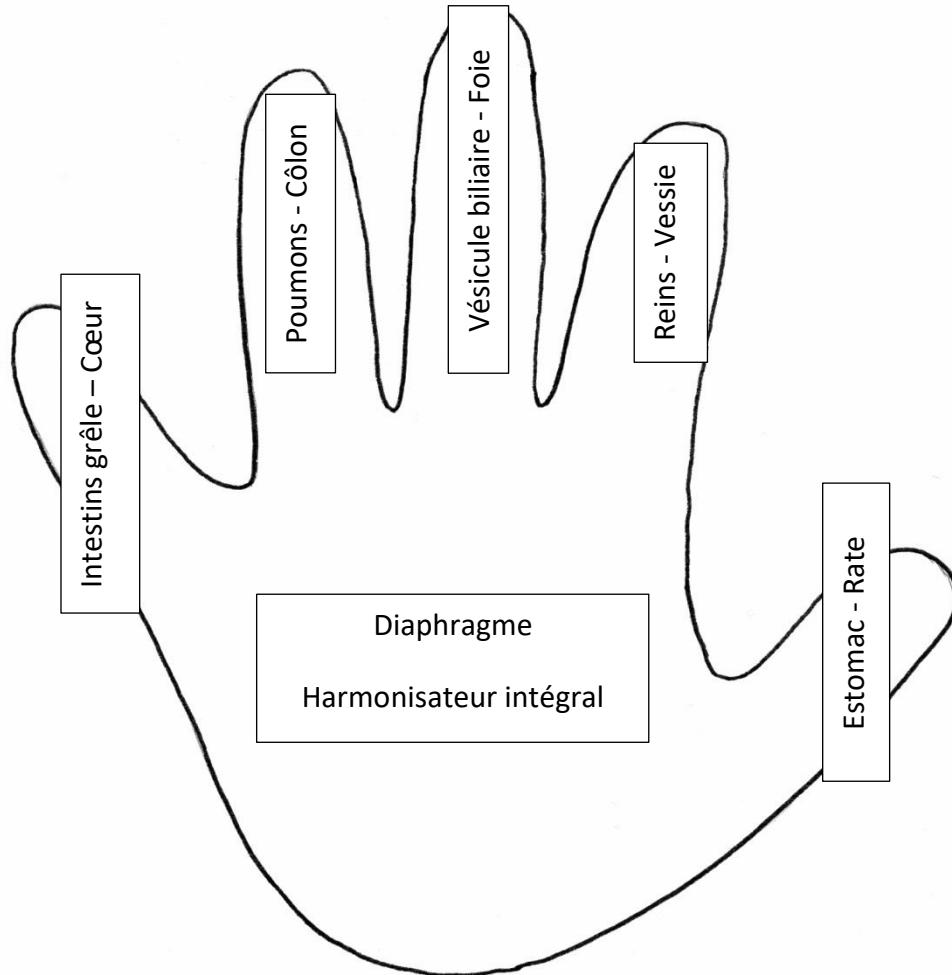 Intestins grêle – Cœur
Poumons - Côlon
Vésicule biliaire - Foie
Reins - Vessie
Estomac - Rate
Diaphragme
Harmonisateur intégral